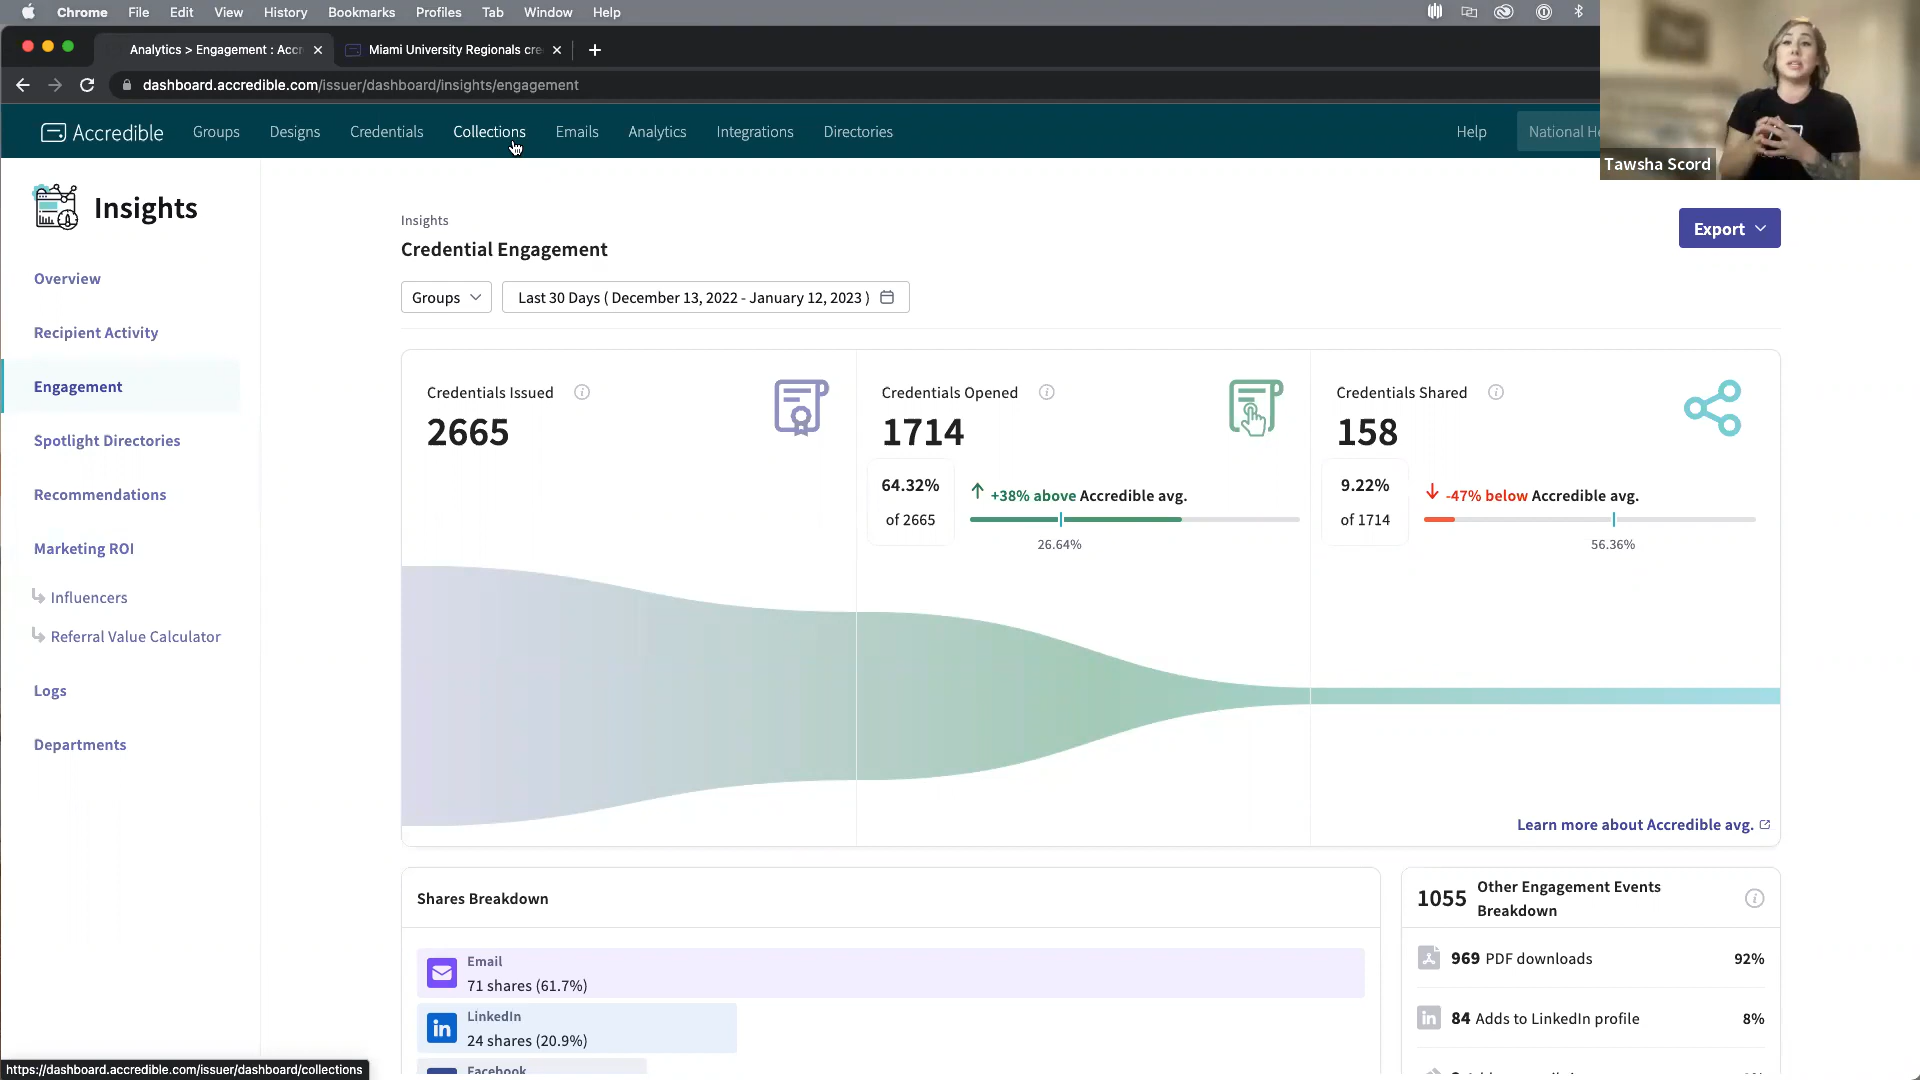 Chrome File Edit View History Bookmarks Profiles Tab Window Help
Analytics > Engagement : Accr
Miami University Regionals cre
dashboard.accredible.com/issuer/dashboard/insights/engagement
Accredible Groups Designs Credentials Collections Emails Analytics Integrations Directories Help National He
Tawsha Scord
Insights
Overview
Recipient Activity
Engagement
Spotlight Directories
Recommendations
Marketing ROI
Influencers
Referral Value Calculator
Logs
Departments
Insights
Credential Engagement
Export
Groups
Last 30 Days ( December 13, 2022 - January 12, 2023 )
Credentials Issued
2665
Credentials Opened
1714
64.32%
of 2665
+38% above Accredible avg.
26.64%
Credentials Shared
158
9.22%
of 1714
-47% below Accredible avg.
56.36%
Learn more about Accredible avg.
Shares Breakdown
Email
71 shares (61.7%)
LinkedIn
24 shares (20.9%)
Facebook
1055 Other Engagement Events
Breakdown
969 PDF downloads 92%
84 Adds to LinkedIn profile 8%
https://dashboard.accredible.com/issuer/dashboard/collections